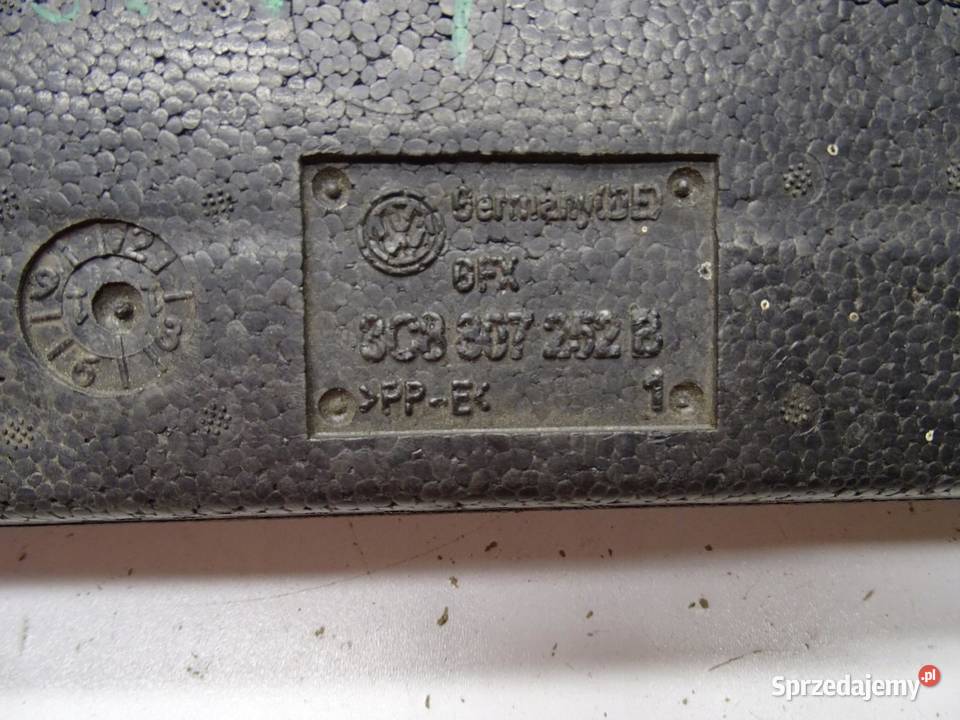 Germany(DE)
GFX
3C8 807 252 B
>PP-E< 1
Sprzedajemy.pl